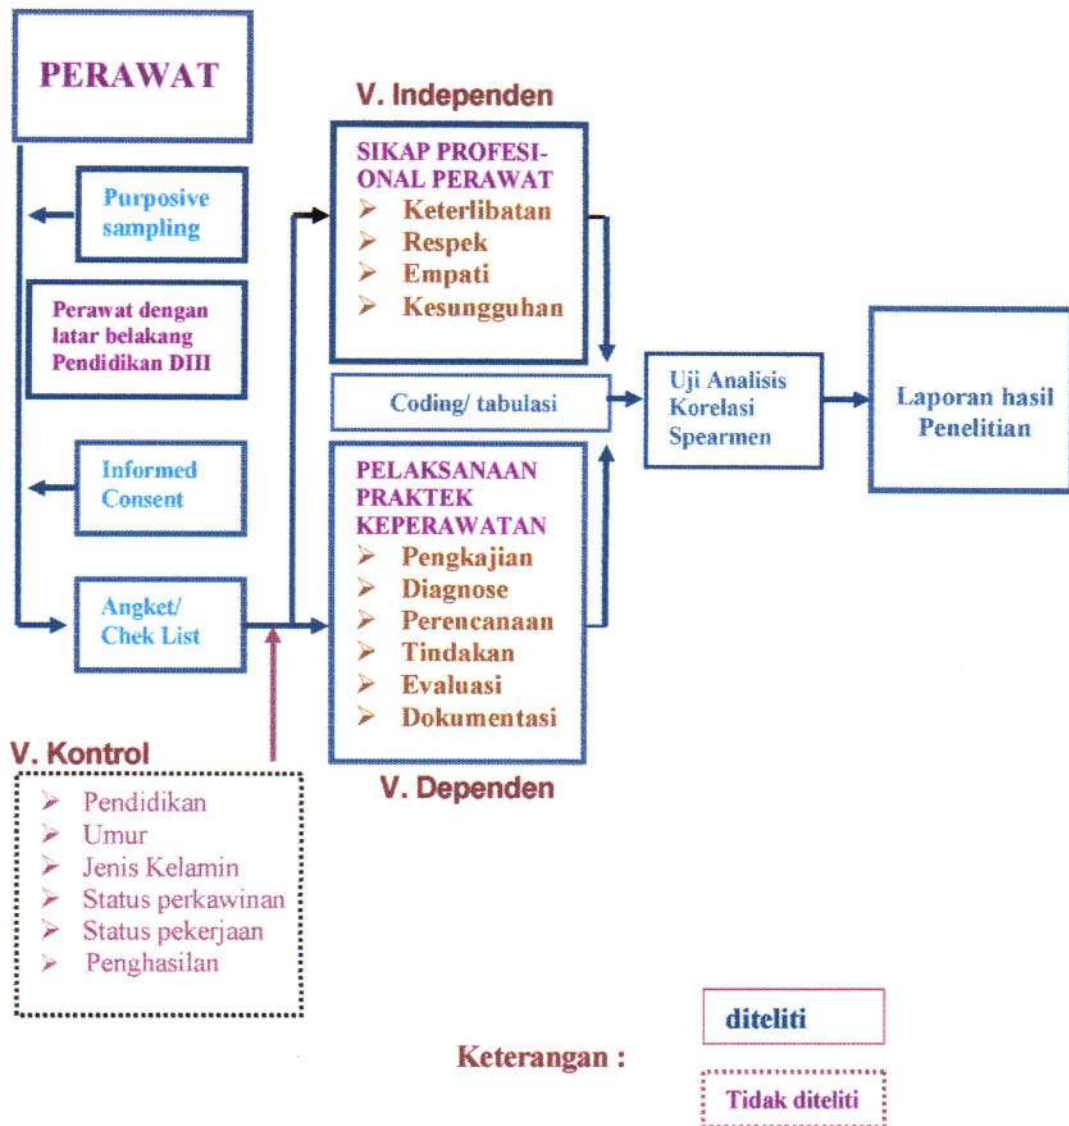 PERAWAT
Purposive
sampling
Perawat dengan
latar belakang
Pendidikan DIII
Informed
Consent
Angket/
Chek List
V. Kontrol
➢ Pendidikan
➢ Umur
➢ Jenis Kelamin
➢ Status perkawinan
➢ Status pekerjaan
➢ Penghasilan
V. Independen
SIKAP PROFESI-
ONAL PERAWAT
➢ Keterlibatan
➢ Respek
➢ Empati
➢ Kesungguhan
Coding/ tabulasi
PELAKSANAAN
PRAKTEK
KEPERAWATAN
➢ Pengkajian
➢ Diagnose
➢ Perencanaan
➢ Tindakan
➢ Evaluasi
➢ Dokumentasi
V. Dependen
Uji Analisis
Korelasi
Spearmen
Laporan hasil
Penelitian
Keterangan :
diteliti
Tidak diteliti